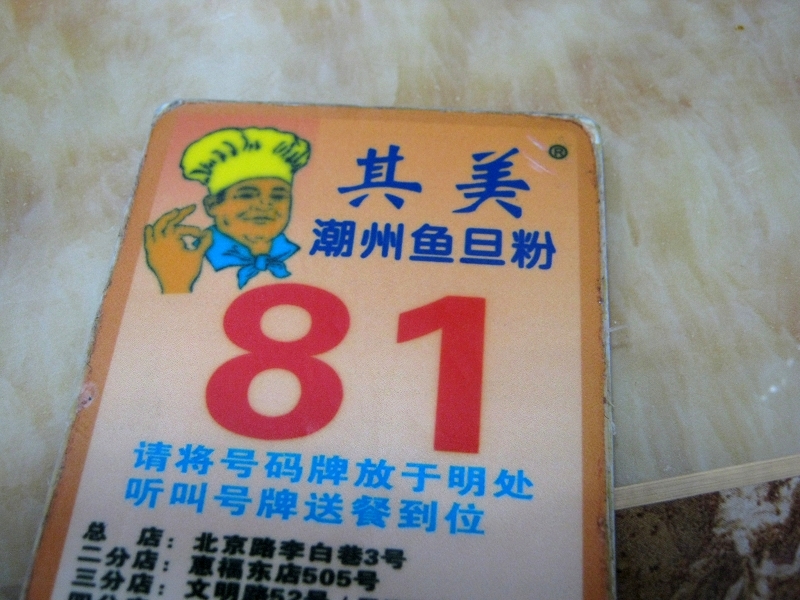 其美 ®
潮州鱼旦粉
81
请将号码牌放于明处
听叫号牌送餐到位
总 店：北京路李白巷3号
二分店：惠福东店505号
三分店：文明路52号